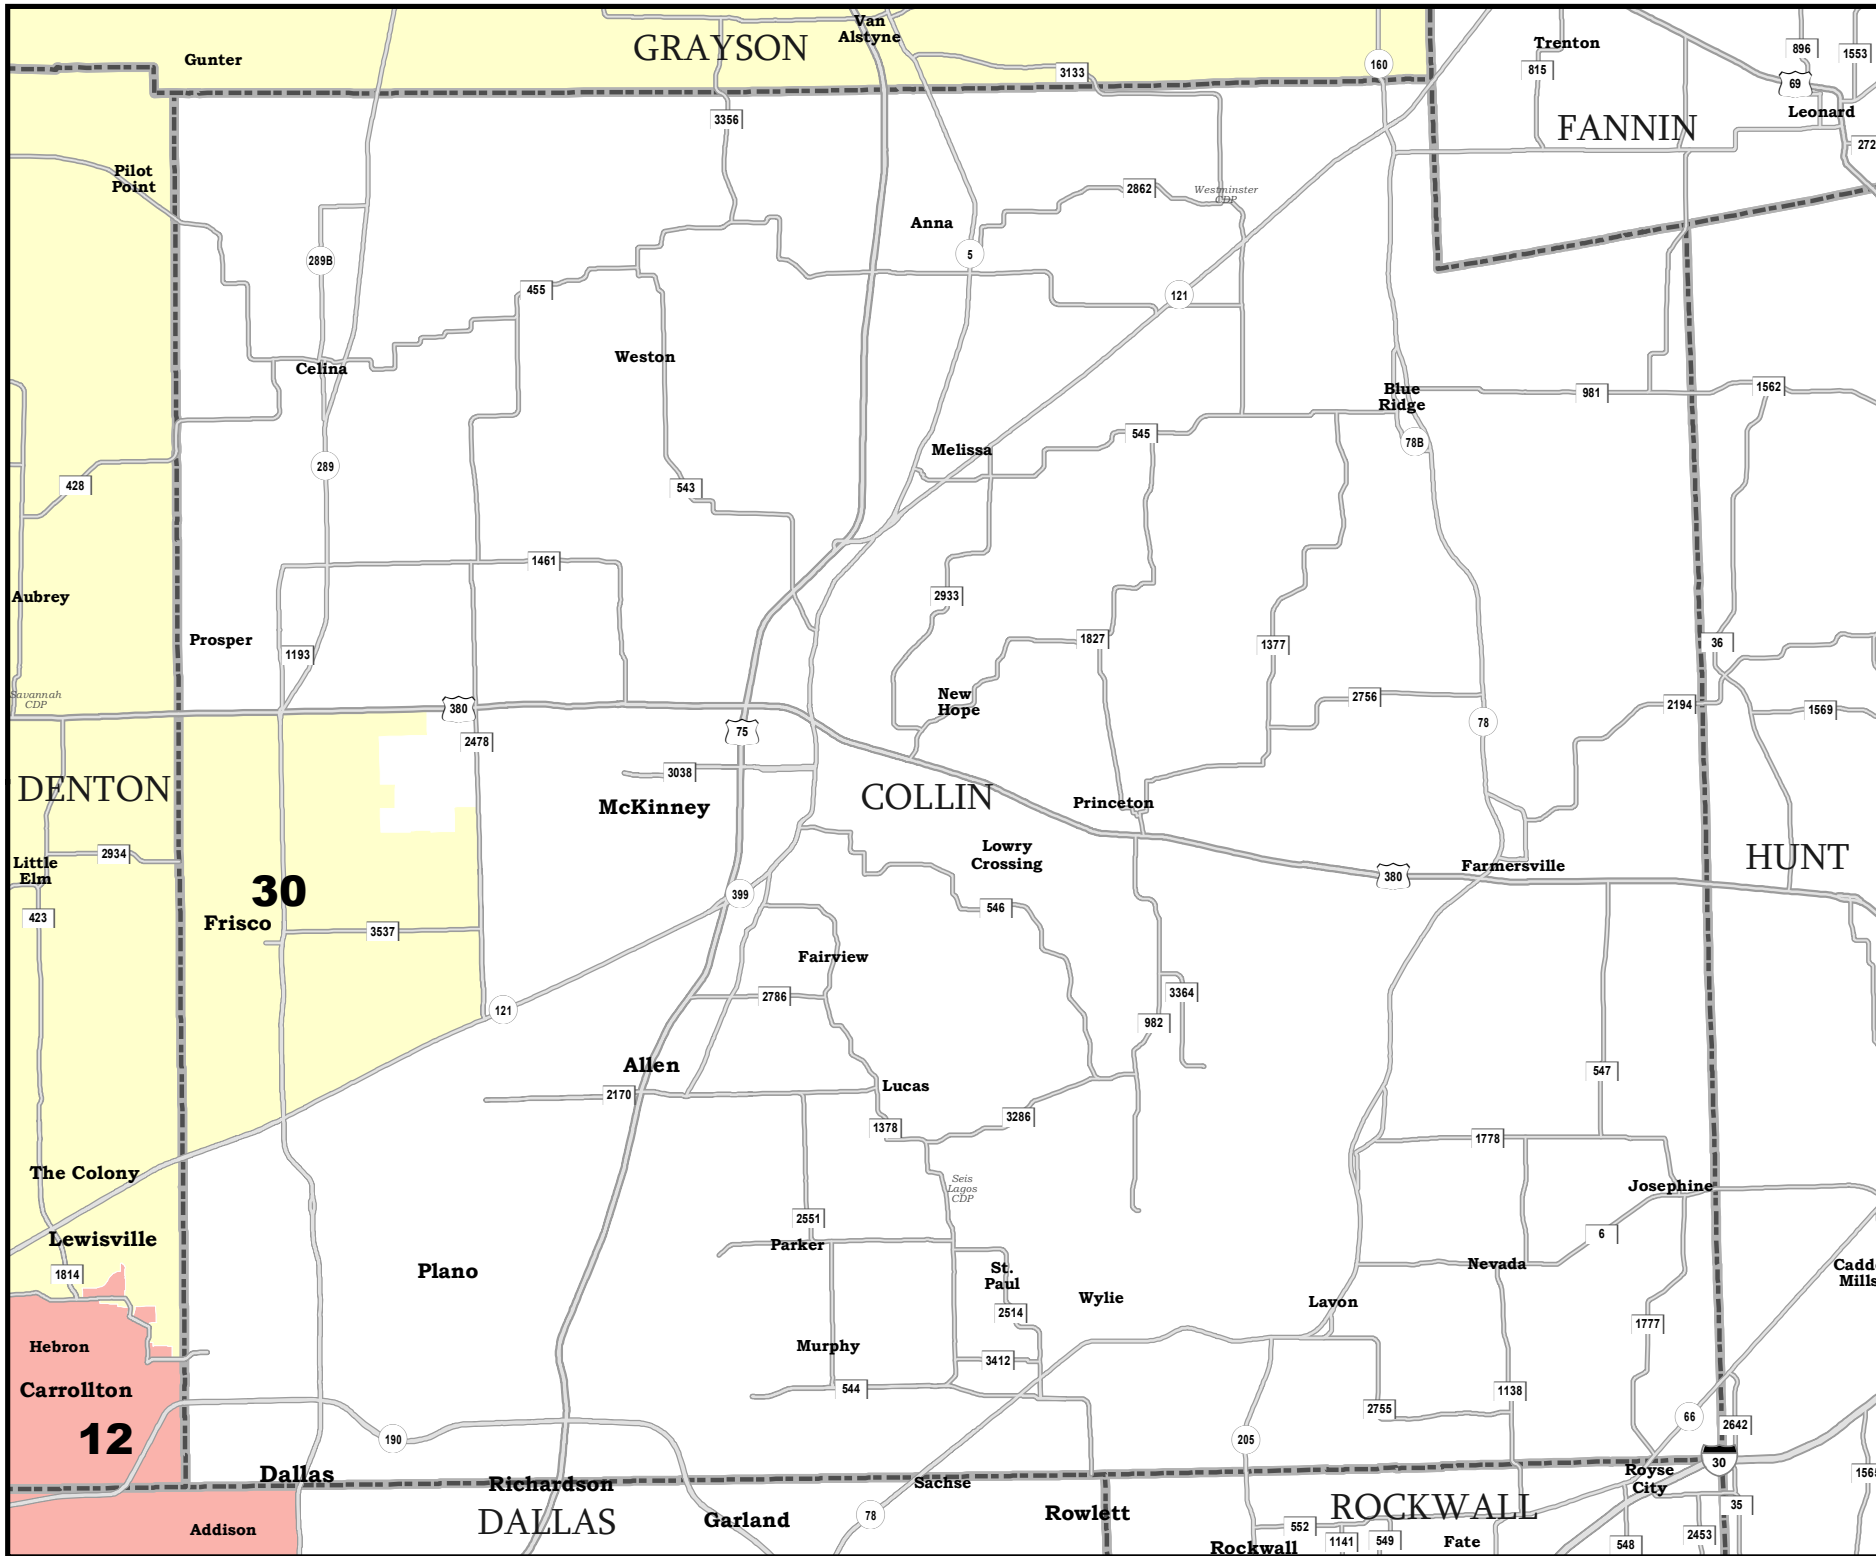 Van
Alstyne
GRAYSON
Gunter
Trenton
896
1553
160
815
3133
69
Leonard
3356
FANNIN
272
Pilot
Point
2862
Westminster
CDP
Anna
5
289B
455
121
Weston
Celina
Blue
Ridge
981
1562
545
78B
Melissa
289
428
543
1461
2933
Aubrey
Prosper
1193
1827
1377
36
Savannah
CDP
New
Hope
2756
2194
1569
380
75
2478
78
3038
DENTON
McKinney
COLLIN
Princeton
2934
Lowry
Crossing
Little
Elm
Farmersville
HUNT
380
30
399
423
Frisco
546
3537
Fairview
2786
3364
121
982
Allen
547
2170
Lucas
1378
3286
1778
The Colony
Seis
Lagos
CDP
Josephine
2551
Lewisville
Parker
6
1814
Plano
St.
Paul
Nevada
Cadd
Mills
Wylie
Lavon
2514
1777
Hebron
Murphy
3412
Carrollton
544
1138
2755
12
190
205
66
2642
30
Dallas
Richardson
Sachse
Royse
City
156
DALLAS
Garland
78
Rowlett
ROCKWALL
35
Addison
552
1141
549
Fate
548
2453
Rockwall